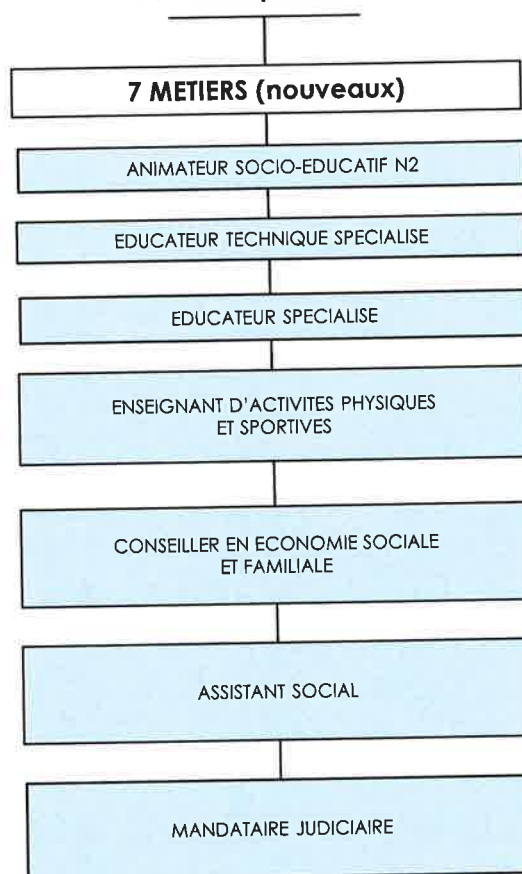 7 METIERS (nouveaux)
ANIMATEUR SOCIO-EDUCATIF N2
EDUCATEUR TECHNIQUE SPECIALISE
EDUCATEUR SPECIALISE
ENSEIGNANT D'ACTIVITES PHYSIQUES
ET SPORTIVES
CONSEILLER EN ECONOMIE SOCIALE
ET FAMILIALE
ASSISTANT SOCIAL
MANDATAIRE JUDICIAIRE